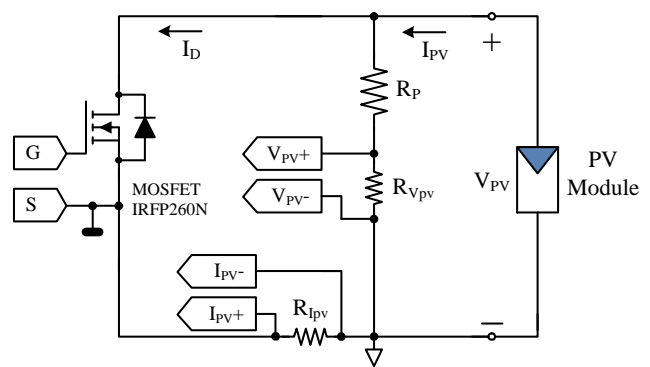 I_D
I_PV
+
R_P
G
V_PV+
V_PV
PV
Module
S
MOSFET
IRFP260N
V_PV-
R_Vpv
I_PV-
I_PV+
R_Ipv
−